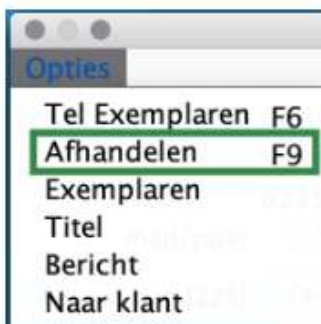 Opties
Tel Exemplaren F6
Afhandelen F9
Exemplaren
Titel
Bericht
Naar klant